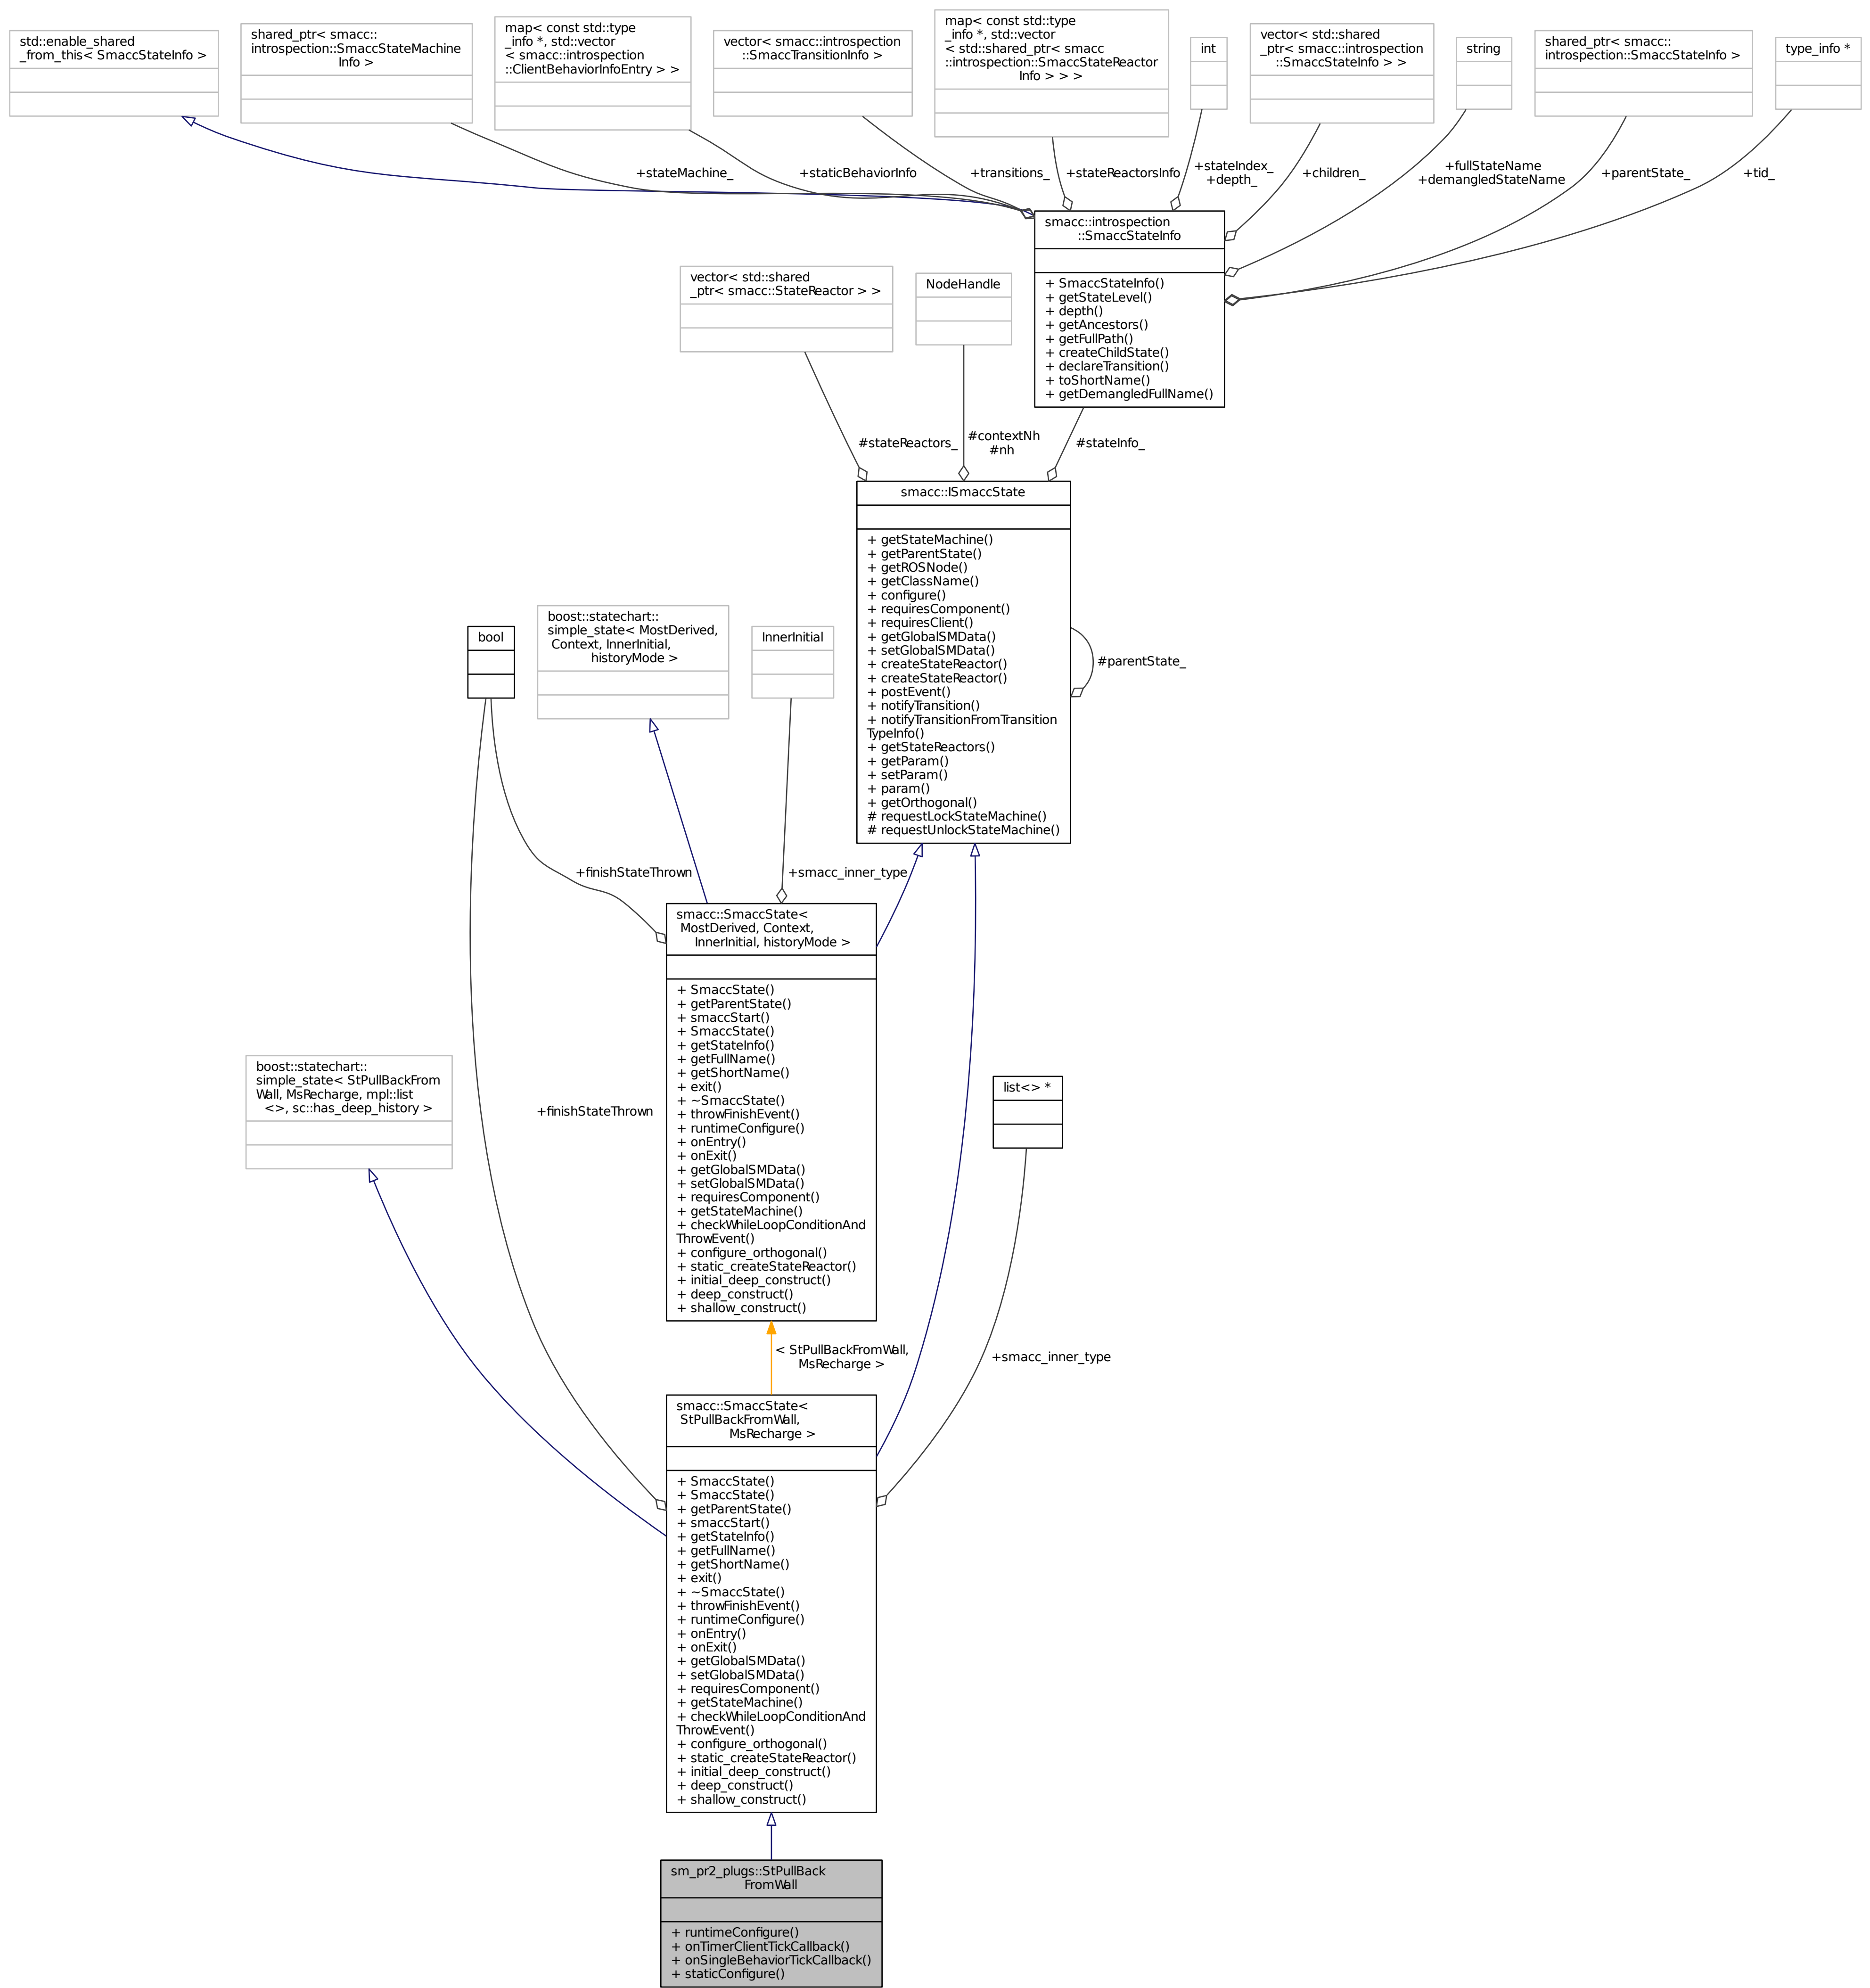 std::enable_shared
_from_this< SmaccStateInfo >
shared_ptr< smacc::
introspection::SmaccStateMachine
Info >
map< const std::type
_info *, std::vector
< smacc::introspection
::ClientBehaviorInfoEntry > >
vector< smacc::introspection
::SmaccTransitionInfo >
map< const std::type
_info *, std::vector
< std::shared_ptr< smacc
::introspection::SmaccStateReactor
Info > > >
int
vector< std::shared
_ptr< smacc::introspection
::SmaccStateInfo > >
string
shared_ptr< smacc::
introspection::SmaccStateInfo >
type_info *
+stateMachine_
+staticBehaviorInfo
+transitions_
+stateReactorsInfo
+stateIndex_
+depth_
+children_
+fullStateName
+demangledStateName
+parentState_
+tid_
smacc::introspection
::SmaccStateInfo
+ SmaccStateInfo()
+ getStateLevel()
+ depth()
+ getAncestors()
+ getFullPath()
+ createChildState()
+ declareTransition()
+ toShortName()
+ getDemangledFullName()
vector< std::shared
_ptr< smacc::StateReactor > >
NodeHandle
#stateReactors_
#contextNh
#nh
#stateInfo_
smacc::ISmaccState
+ getStateMachine()
+ getParentState()
+ getROSNode()
+ getClassName()
+ configure()
+ requiresComponent()
+ requiresClient()
+ getGlobalSMData()
+ setGlobalSMData()
+ createStateReactor()
+ createStateReactor()
+ postEvent()
+ notifyTransition()
+ notifyTransitionFromTransition
TypeInfo()
+ getStateReactors()
+ getParam()
+ setParam()
+ param()
+ getOrthogonal()
# requestLockStateMachine()
# requestUnlockStateMachine()
#parentState_
bool
boost::statechart::
simple_state< MostDerived,
Context, InnerInitial,
historyMode >
InnerInitial
+finishStateThrown
+smacc_inner_type
smacc::SmaccState<
MostDerived, Context,
InnerInitial, historyMode >
+ SmaccState()
+ getParentState()
+ smaccStart()
+ SmaccState()
+ getStateInfo()
+ getFullName()
+ getShortName()
+ exit()
+ ~SmaccState()
+ throwFinishEvent()
+ runtimeConfigure()
+ onEntry()
+ onExit()
+ getGlobalSMData()
+ setGlobalSMData()
+ requiresComponent()
+ getStateMachine()
+ checkWhileLoopConditionAnd
ThrowEvent()
+ configure_orthogonal()
+ static_createStateReactor()
+ initial_deep_construct()
+ deep_construct()
+ shallow_construct()
boost::statechart::
simple_state< StPullBackFrom
Wall, MsRecharge, mpl::list
<>, sc::has_deep_history >
+finishStateThrown
list<> *
< StPullBackFromWall,
MsRecharge >
+smacc_inner_type
smacc::SmaccState<
StPullBackFromWall,
MsRecharge >
+ SmaccState()
+ SmaccState()
+ getParentState()
+ smaccStart()
+ getStateInfo()
+ getFullName()
+ getShortName()
+ exit()
+ ~SmaccState()
+ throwFinishEvent()
+ runtimeConfigure()
+ onEntry()
+ onExit()
+ getGlobalSMData()
+ setGlobalSMData()
+ requiresComponent()
+ getStateMachine()
+ checkWhileLoopConditionAnd
ThrowEvent()
+ configure_orthogonal()
+ static_createStateReactor()
+ initial_deep_construct()
+ deep_construct()
+ shallow_construct()
sm_pr2_plugs::StPullBack
FromWall
+ runtimeConfigure()
+ onTimerClientTickCallback()
+ onSingleBehaviorTickCallback()
+ staticConfigure()